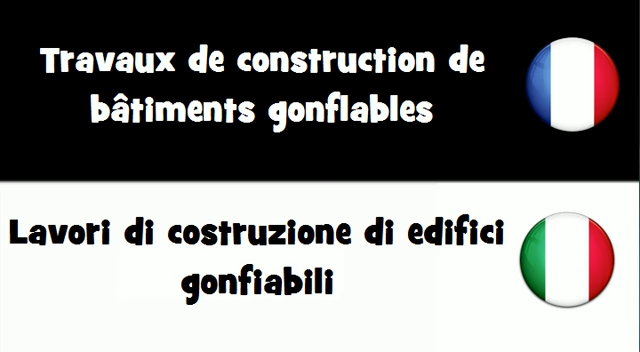 Travaux de construction de
bâtiments gonflables
Lavori di costruzione di edifici
gonfiabili